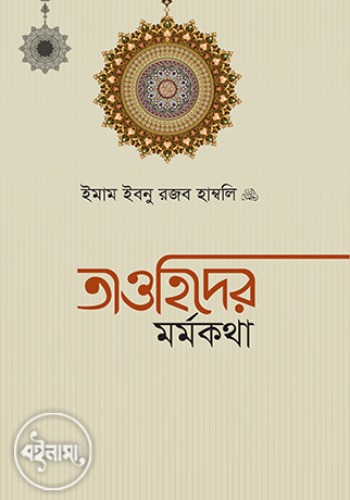 ইমাম ইবনু রজব হাম্বলি
তাওহিদের
মর্মকথা
বইনামা